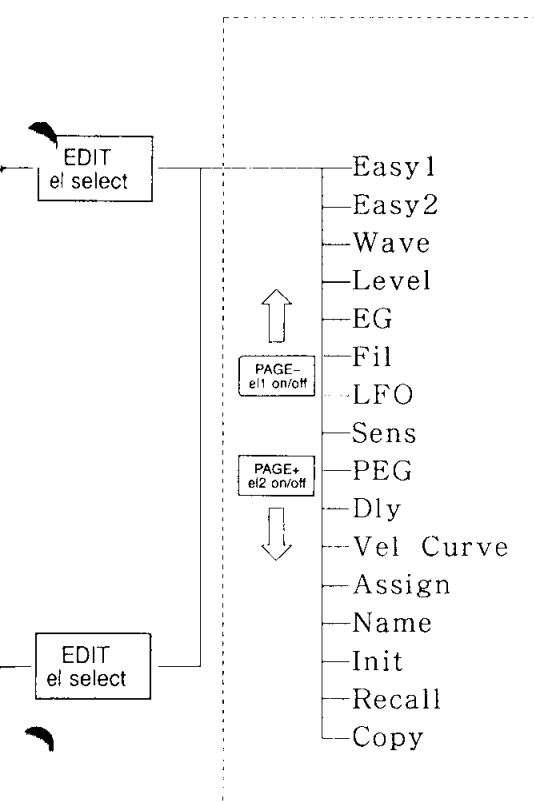 EDIT
el select
Easy1
Easy2
Wave
Level
EG
Fil
PAGE−
el1 on/off
LFO
Sens
PAGE+
el2 on/off
PEG
Dly
Vel Curve
Assign
Name
EDIT
el select
Init
Recall
Copy